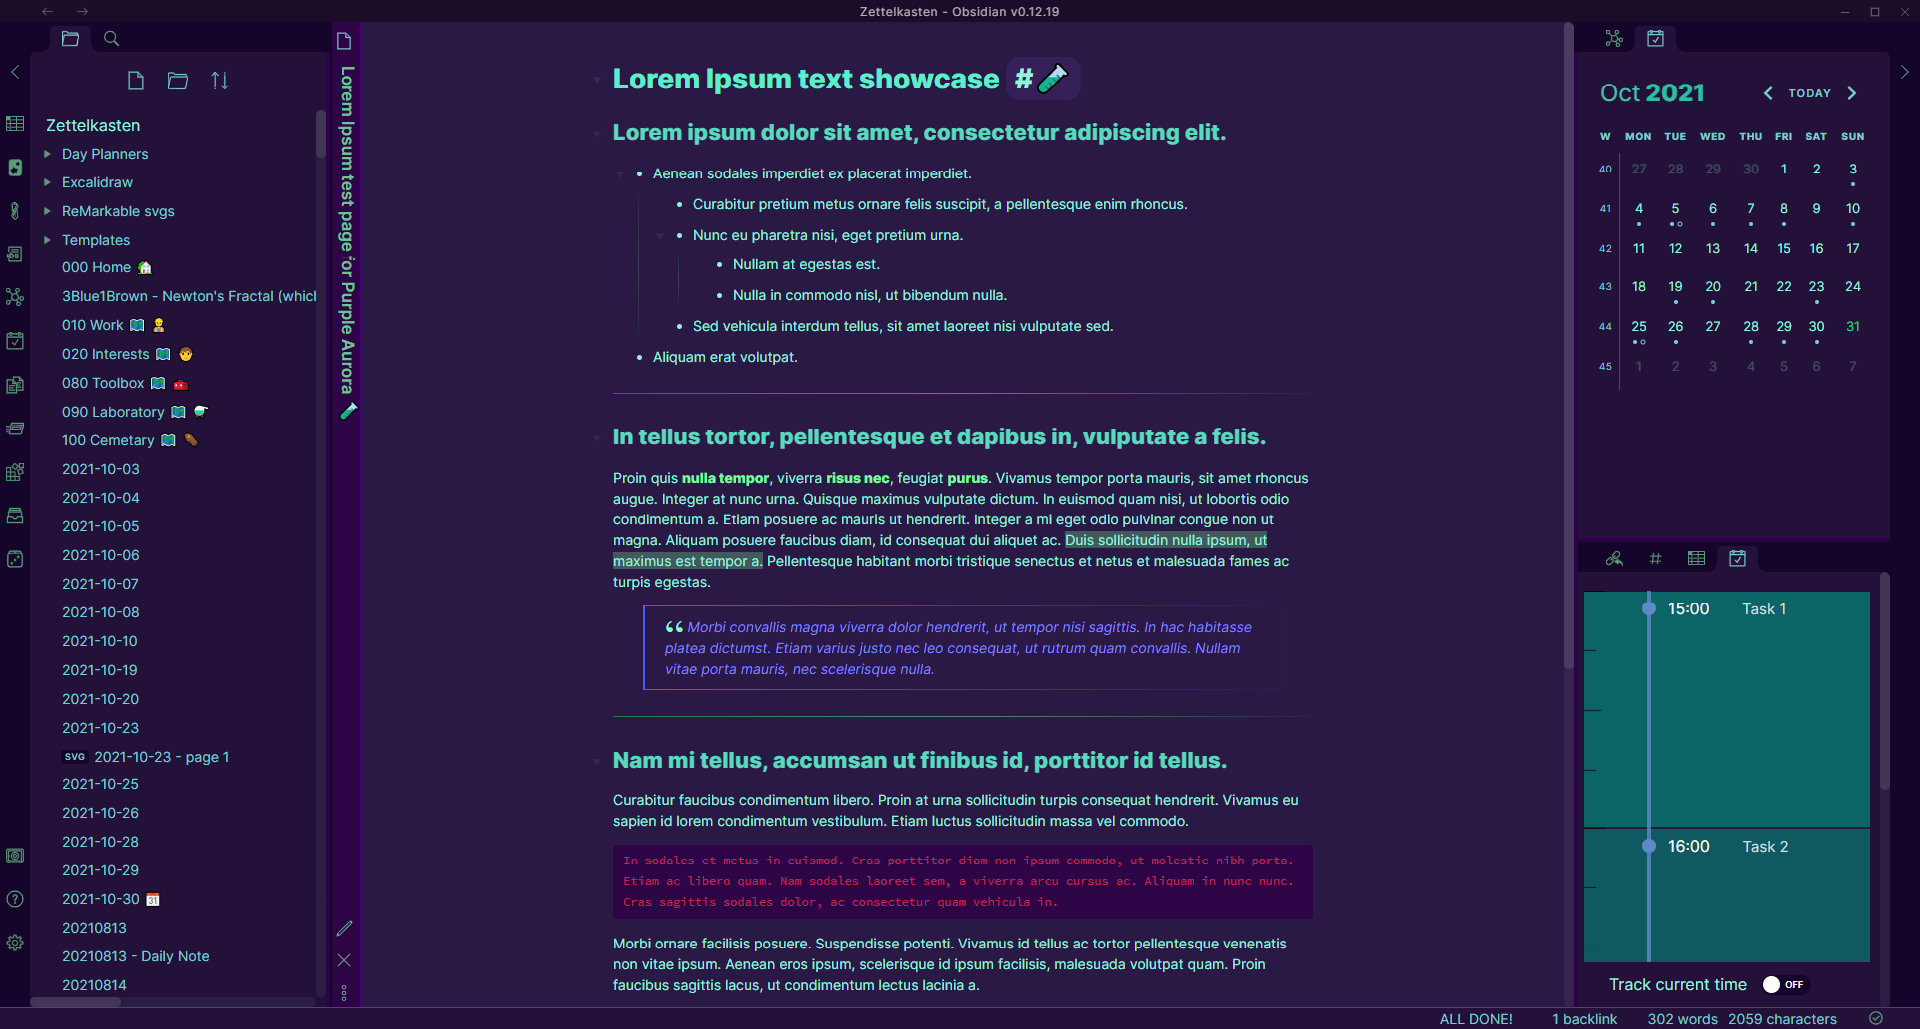 Zettelkasten - Obsidian v0.12.19
Zettelkasten
Day Planners
Excalidraw
ReMarkable svgs
Templates
000 Home
3Blue1Brown - Newton's Fractal (which
010 Work
020 Interests
080 Toolbox
090 Laboratory
100 Cemetary
2021-10-03
2021-10-04
2021-10-05
2021-10-06
2021-10-07
2021-10-08
2021-10-10
2021-10-19
2021-10-20
2021-10-23
SVG 2021-10-23 - page 1
2021-10-25
2021-10-26
2021-10-28
2021-10-29
2021-10-30
20210813
20210813 - Daily Note
20210814
Lorem Ipsum test page for Purple Aurora
Lorem Ipsum text showcase #
Lorem ipsum dolor sit amet, consectetur adipiscing elit.
Aenean sodales imperdiet ex placerat imperdiet.
Curabitur pretium metus ornare felis suscipit, a pellentesque enim rhoncus.
Nunc eu pharetra nisi, eget pretium urna.
Nullam at egestas est.
Nulla in commodo nisl, ut bibendum nulla.
Sed vehicula interdum tellus, sit amet laoreet nisi vulputate sed.
Aliquam erat volutpat.
In tellus tortor, pellentesque et dapibus in, vulputate a felis.
Proin quis nulla tempor, viverra risus nec, feugiat purus. Vivamus tempor porta mauris, sit amet rhoncus
augue. Integer at nunc urna. Quisque maximus vulputate dictum. In euismod quam nisi, ut lobortis odio
condimentum a. Etiam posuere ac mauris ut hendrerit. Integer a mi eget odio pulvinar congue non ut
magna. Aliquam posuere faucibus diam, id consequat dui aliquet ac. Duis sollicitudin nulla ipsum, ut
maximus est tempor a. Pellentesque habitant morbi tristique senectus et netus et malesuada fames ac
turpis egestas.
“ Morbi convallis magna viverra dolor hendrerit, ut tempor nisi sagittis. In hac habitasse
platea dictumst. Etiam varius justo nec leo consequat, ut rutrum quam convallis. Nullam
vitae porta mauris, nec scelerisque nulla.
Nam mi tellus, accumsan ut finibus id, porttitor id tellus.
Curabitur faucibus condimentum libero. Proin at urna sollicitudin turpis consequat hendrerit. Vivamus eu
sapien id lorem condimentum vestibulum. Etiam luctus sollicitudin massa vel commodo.
In sodales et metus in euismod. Cras porttitor diam non ipsum commodo, ut molestie nibh porta.
Etiam ac libero quam. Nam sodales laoreet sem, a viverra arcu cursus ac. Aliquam in nunc nunc.
Cras sagittis sodales dolor, ac consectetur quam vehicula in.
Morbi ornare facilisis posuere. Suspendisse potenti. Vivamus id tellus ac tortor pellentesque venenatis
non vitae ipsum. Aenean eros ipsum, scelerisque id ipsum facilisis, malesuada volutpat quam. Proin
faucibus sagittis lacus, ut condimentum lectus lacinia a.
Oct 2021 TODAY
W MON TUE WED THU FRI SAT SUN
40 27 28 29 30 1 2 3
41 4 5 6 7 8 9 10
42 11 12 13 14 15 16 17
43 18 19 20 21 22 23 24
44 25 26 27 28 29 30 31
45 1 2 3 4 5 6 7
#
15:00 Task 1
16:00 Task 2
Track current time OFF
ALL DONE! 1 backlink 302 words 2059 characters